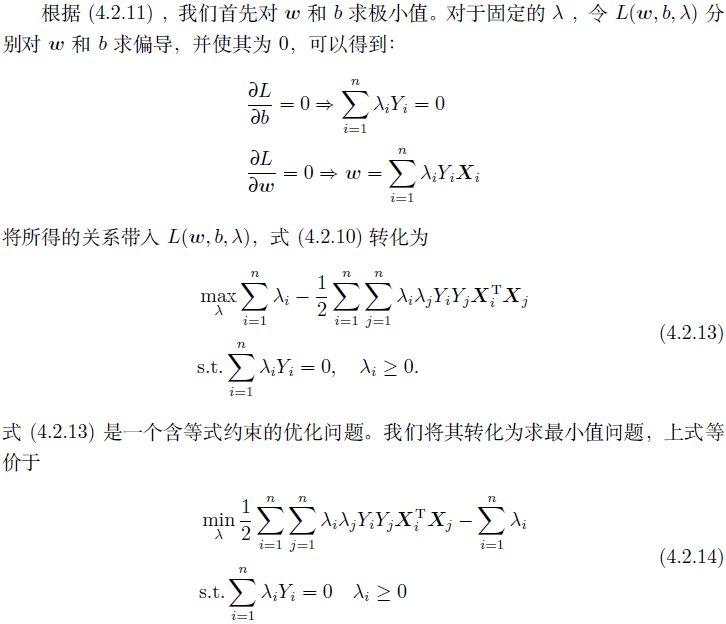 根据 (4.2.11) ，我们首先对 w 和 b 求极小值。对于固定的 λ ，令 L(w, b, λ) 分
别对 w 和 b 求偏导，并使其为 0，可以得到：
∂L/∂b = 0 ⇒ ∑_{i=1}^{n} λ_i Y_i = 0
∂L/∂w = 0 ⇒ w = ∑_{i=1}^{n} λ_i Y_i X_i
将所得的关系带入 L(w, b, λ)，式 (4.2.10) 转化为
max_λ ∑_{i=1}^{n} λ_i − 1/2 ∑_{i=1}^{n} ∑_{j=1}^{n} λ_i λ_j Y_i Y_j X_i^T X_j
(4.2.13)
s.t. ∑_{i=1}^{n} λ_i Y_i = 0, λ_i ≥ 0.
式 (4.2.13) 是一个含等式约束的优化问题。我们将其转化为求最小值问题，上式等
价于
min_λ 1/2 ∑_{i=1}^{n} ∑_{j=1}^{n} λ_i λ_j Y_i Y_j X_i^T X_j − ∑_{i=1}^{n} λ_i
(4.2.14)
s.t. ∑_{i=1}^{n} λ_i Y_i = 0 λ_i ≥ 0